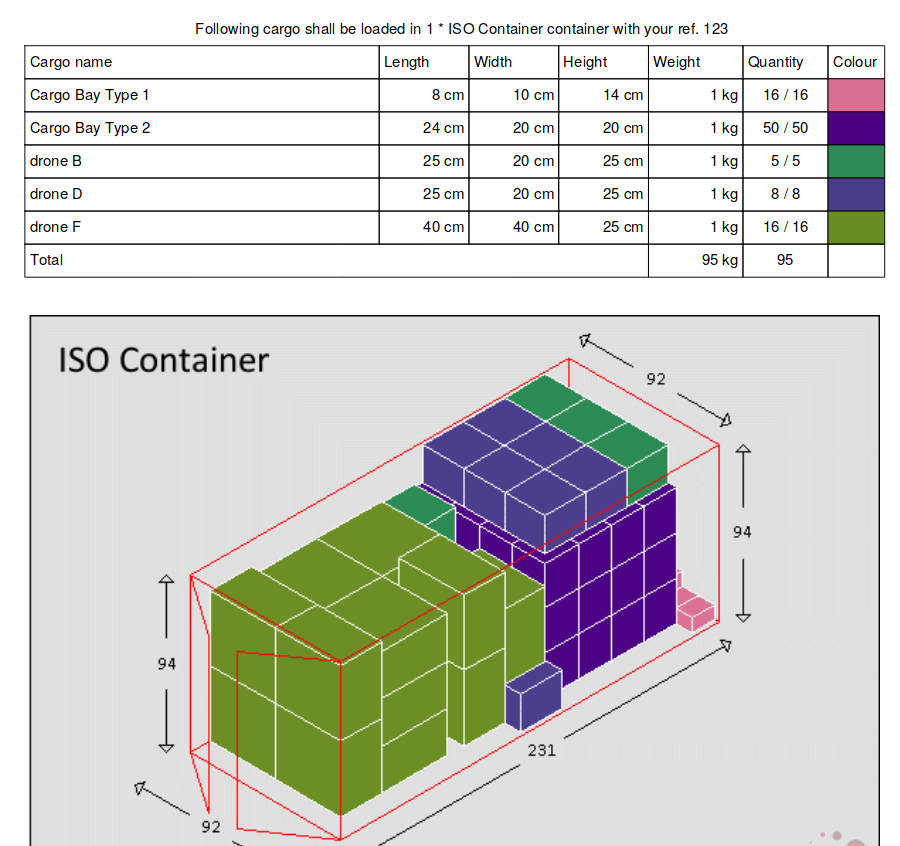 Following cargo shall be loaded in 1 * ISO Container container with your ref. 123
Cargo name Length Width Height Weight Quantity Colour
Cargo Bay Type 1 8 cm 10 cm 14 cm 1 kg 16 / 16
Cargo Bay Type 2 24 cm 20 cm 20 cm 1 kg 50 / 50
drone B 25 cm 20 cm 25 cm 1 kg 5 / 5
drone D 25 cm 20 cm 25 cm 1 kg 8 / 8
drone F 40 cm 40 cm 25 cm 1 kg 16 / 16
Total 95 kg 95
ISO Container
92
94
94
231
92